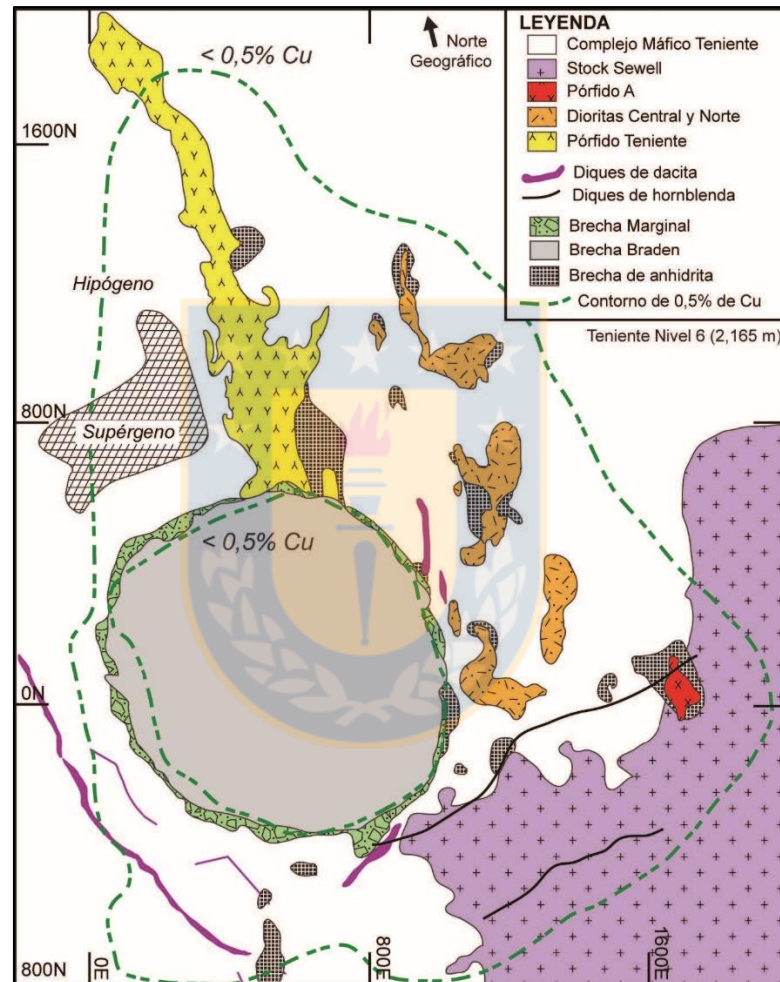 < 0,5% Cu
Norte
Geográfico
LEYENDA
Complejo Máfico Teniente
Stock Sewell
Pórfido A
Dioritas Central y Norte
Pórfido Teniente
Diques de dacita
Diques de hornblenda
Brecha Marginal
Brecha Braden
Brecha de anhidrita
Contorno de 0,5% de Cu
Teniente Nivel 6 (2,165 m)
1600N
Hipógeno
800N
Supérgeno
< 0,5% Cu
0N
800N
0E
800E
1600E